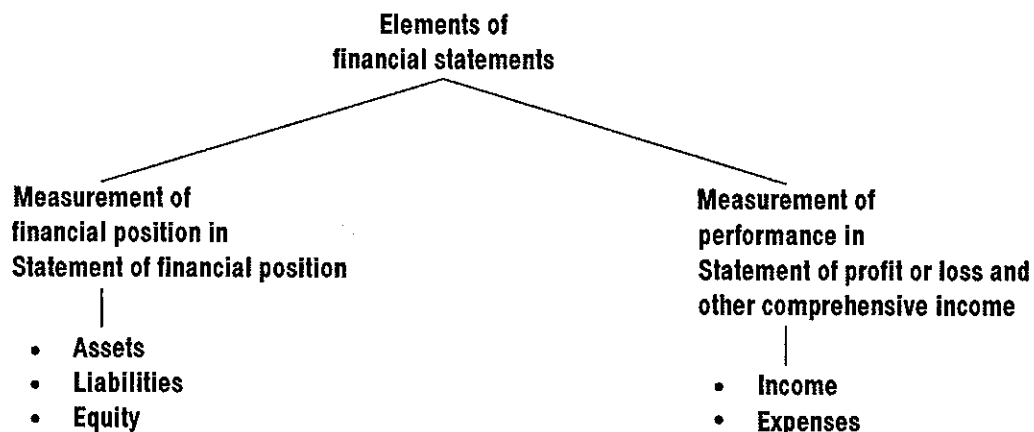 Elements of
financial statements
Measurement of
financial position in
Statement of financial position
• Assets
• Liabilities
• Equity
Measurement of
performance in
Statement of profit or loss and
other comprehensive income
• Income
• Expenses